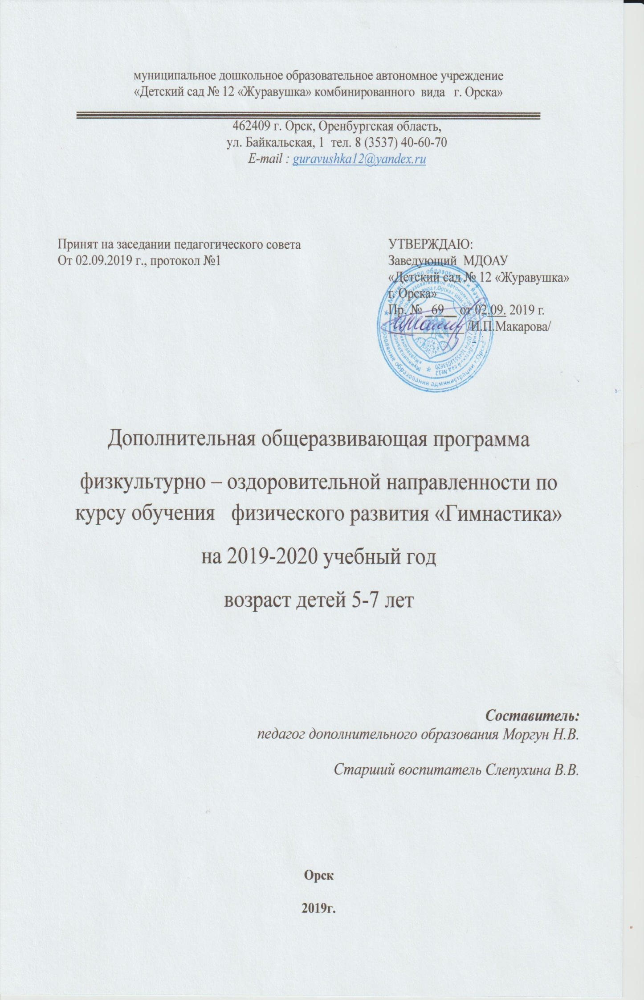 муниципальное дошкольное образовательное автономное учреждение
«Детский сад № 12 «Журавушка» комбинированного вида г. Орска»
462409 г. Орск, Оренбургская область,
ул. Байкальская, 1 тел. 8 (3537) 40-60-70
E-mail : guravushka12@yandex.ru
Принят на заседании педагогического совета
От 02.09.2019 г., протокол №1
УТВЕРЖДАЮ:
Заведующий МДОАУ
«Детский сад № 12 «Журавушка»
г. Орска»
Пр. № 69 от 02.09. 2019 г.
/И.П.Макарова/
управление образования администрации г.Орска
Дополнительная общеразвивающая программа
физкультурно – оздоровительной направленности по
курсу обучения физического развития «Гимнастика»
на 2019-2020 учебный год
возраст детей 5-7 лет
Составитель:
педагог дополнительного образования Моргун Н.В.
Старший воспитатель Слепухина В.В.
Орск
2019г.